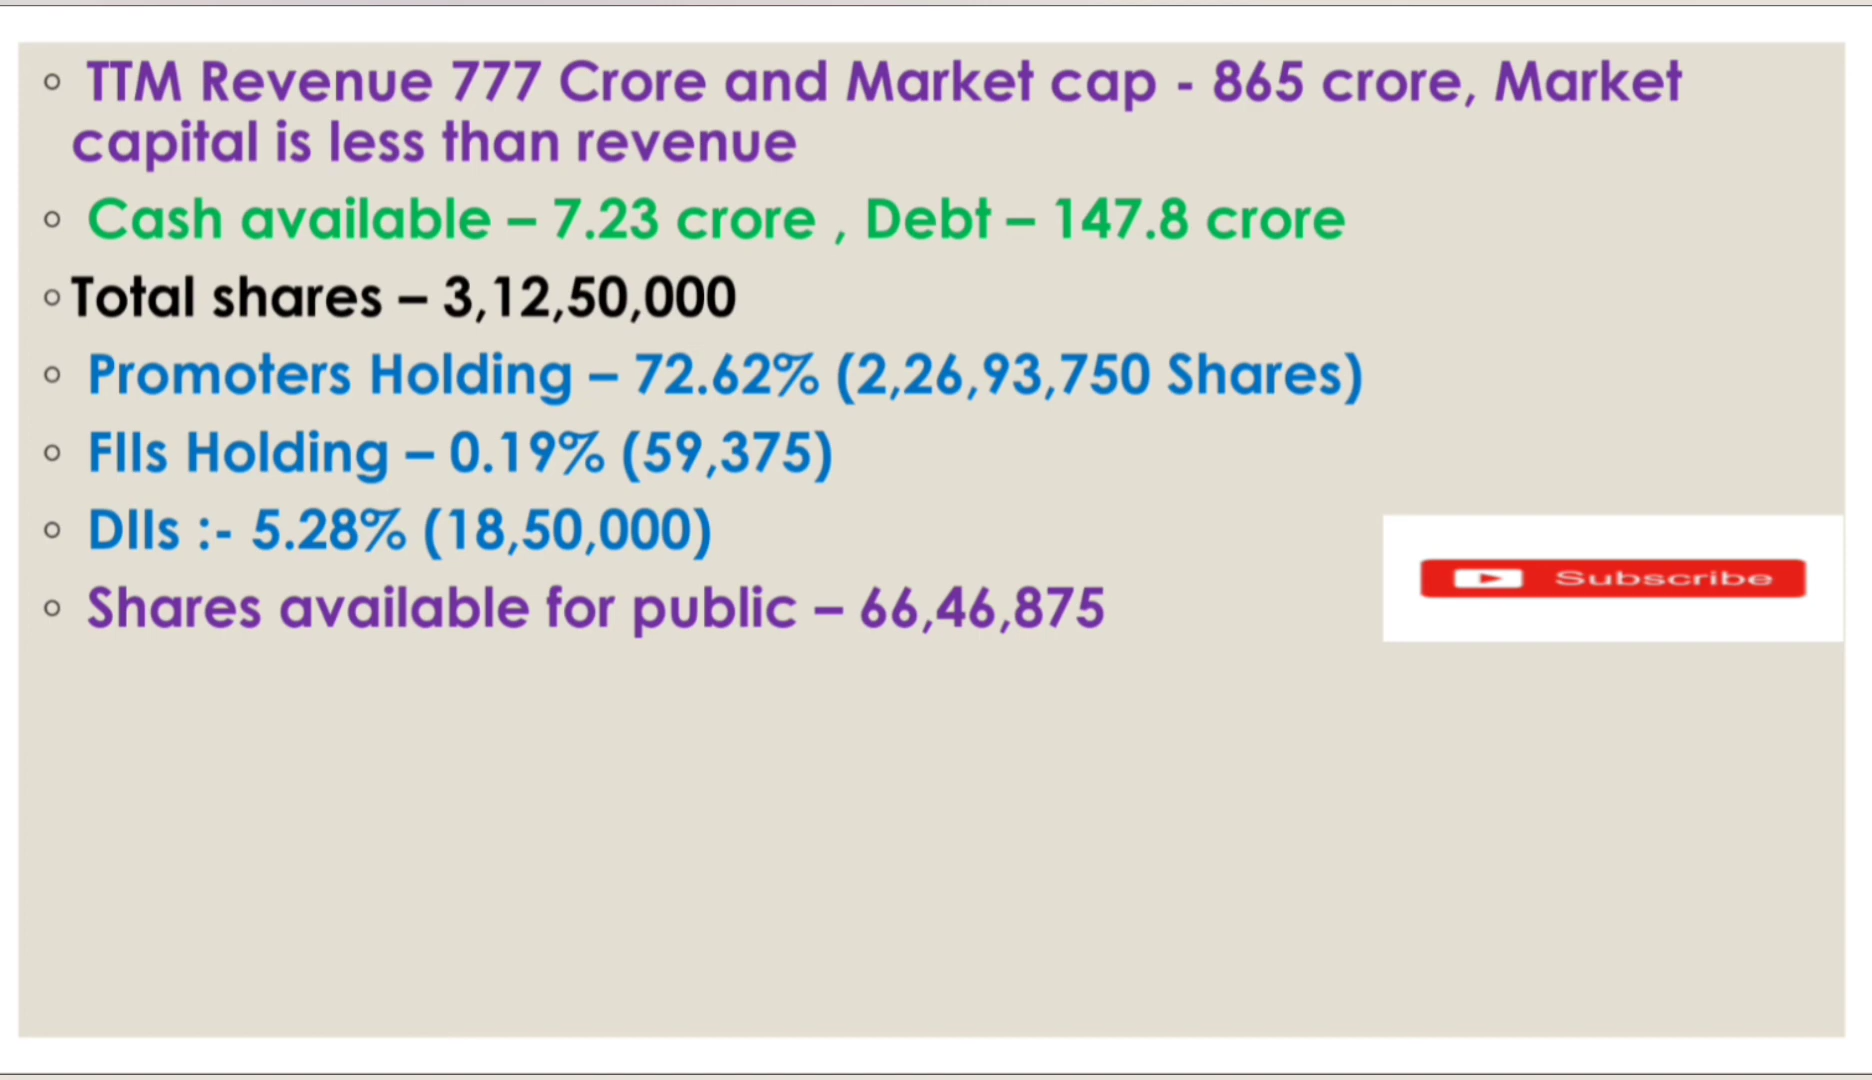 TTM Revenue 777 Crore and Market cap - 865 crore, Market
capital is less than revenue
Cash available – 7.23 crore , Debt – 147.8 crore
Total shares – 3,12,50,000
Promoters Holding – 72.62% (2,26,93,750 Shares)
FIIs Holding – 0.19% (59,375)
DIIs :- 5.28% (18,50,000)
Subscribe
Shares available for public – 66,46,875